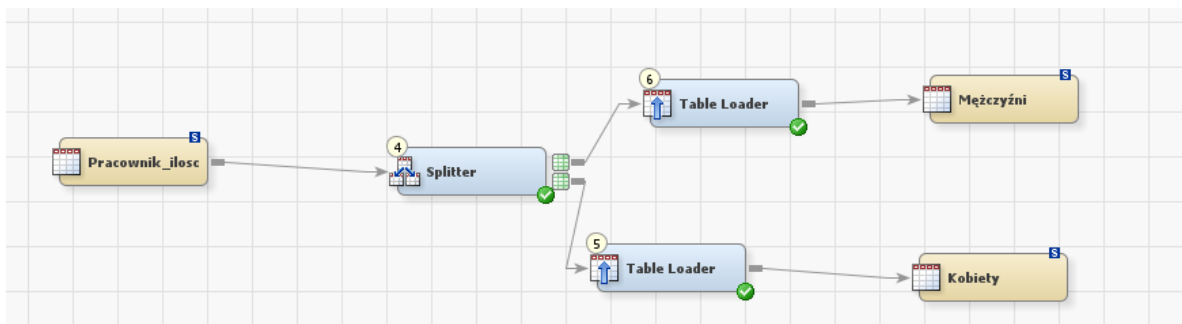 6
Table Loader
S
Mężczyźni
S
Pracownik_ilosc
4
Splitter
5
Table Loader
S
Kobiety